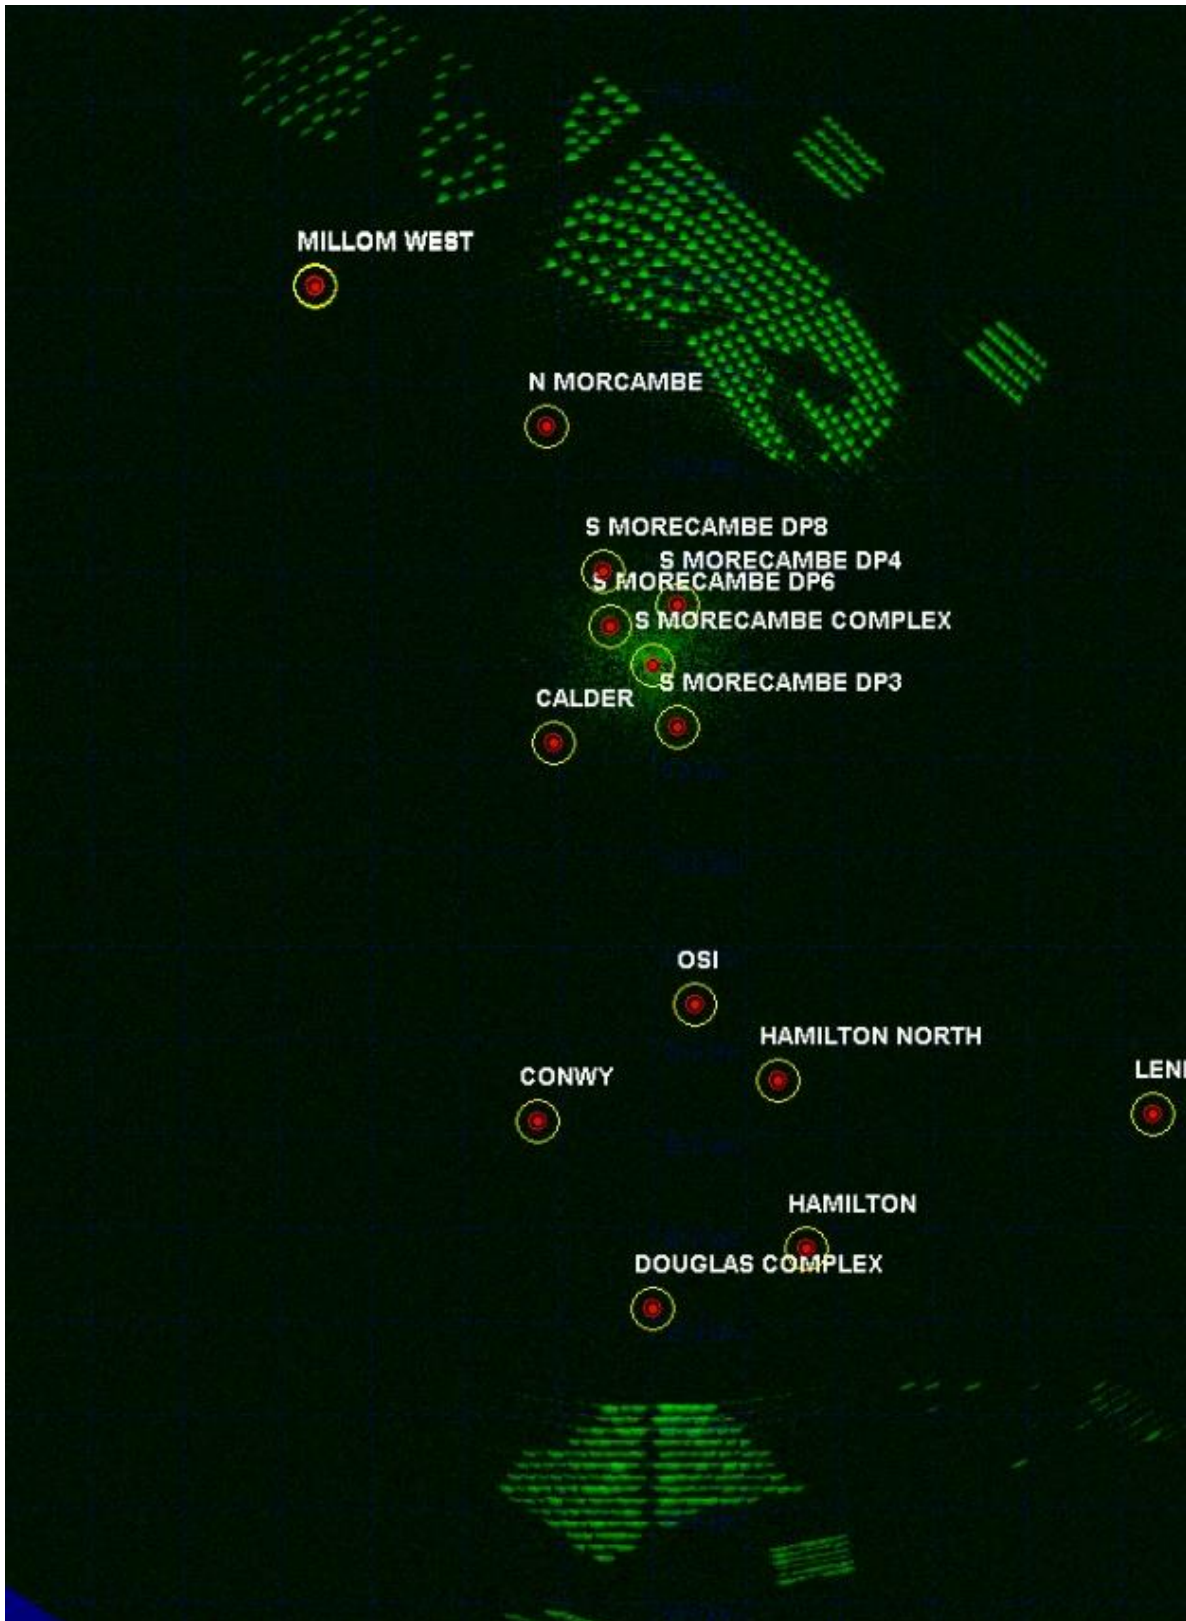 MILLOM WEST
N MORCAMBE
S MORECAMBE DP8
S MORECAMBE DP4
S MORECAMBE DP6
S MORECAMBE COMPLEX
S MORECAMBE DP3
CALDER
OSI
HAMILTON NORTH
LENI
CONWY
HAMILTON
DOUGLAS COMPLEX